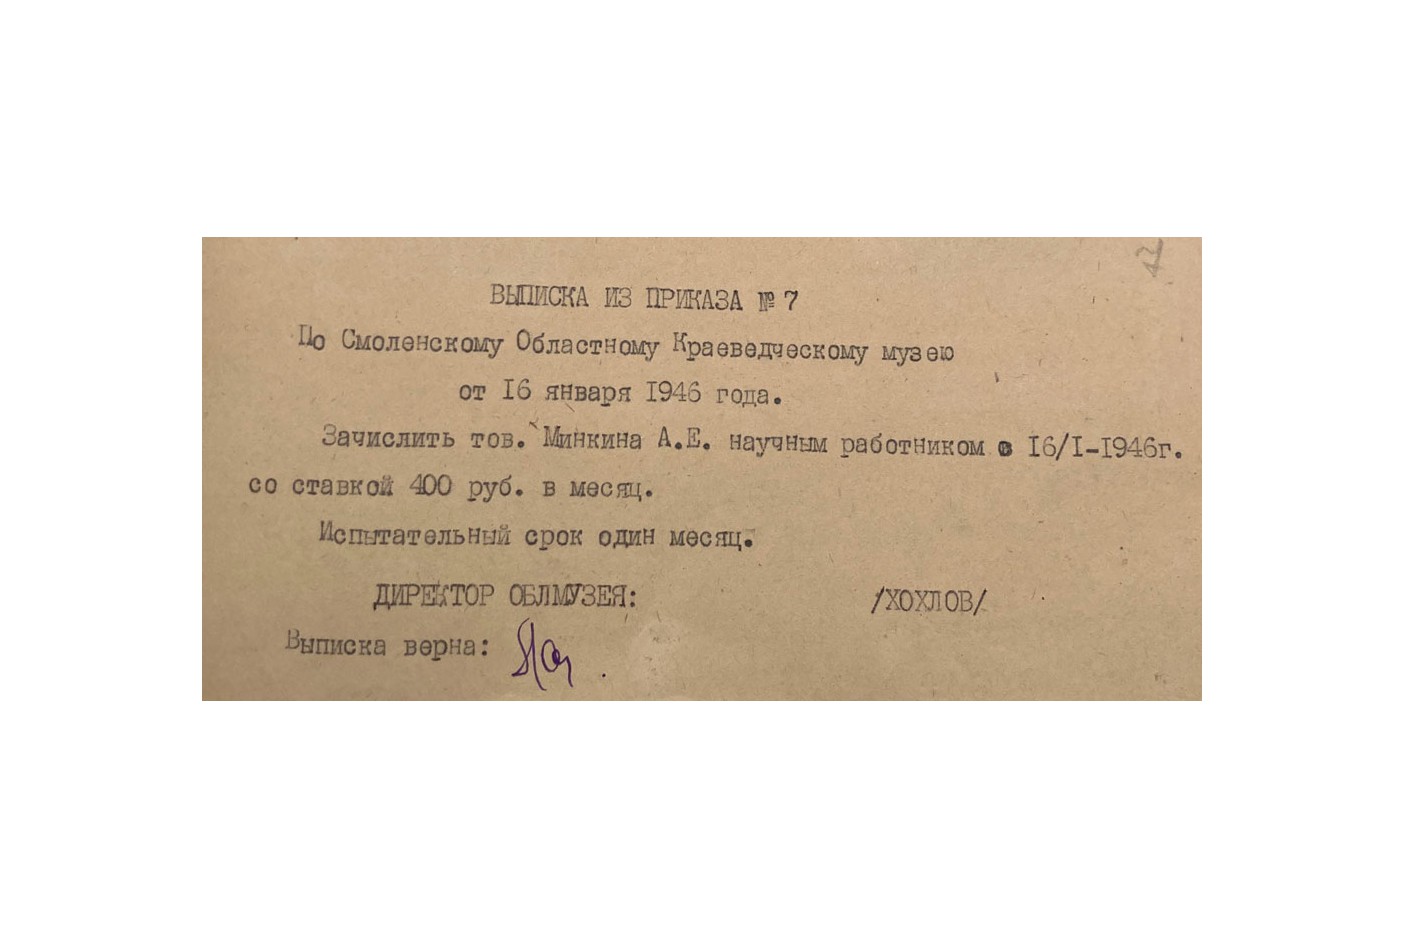 ВЫПИСКА ИЗ ПРИКАЗА № 7
По Смоленскому Областному Краеведческому музею
от 16 января 1946 года.
Зачислить тов. Минкина А.Е. научным работником с 16/I-1946г.
со ставкой 400 руб. в месяц.
Испытательный срок один месяц.
ДИРЕКТОР ОБЛМУЗЕЯ: /ХОХЛОВ/
Выписка верна: